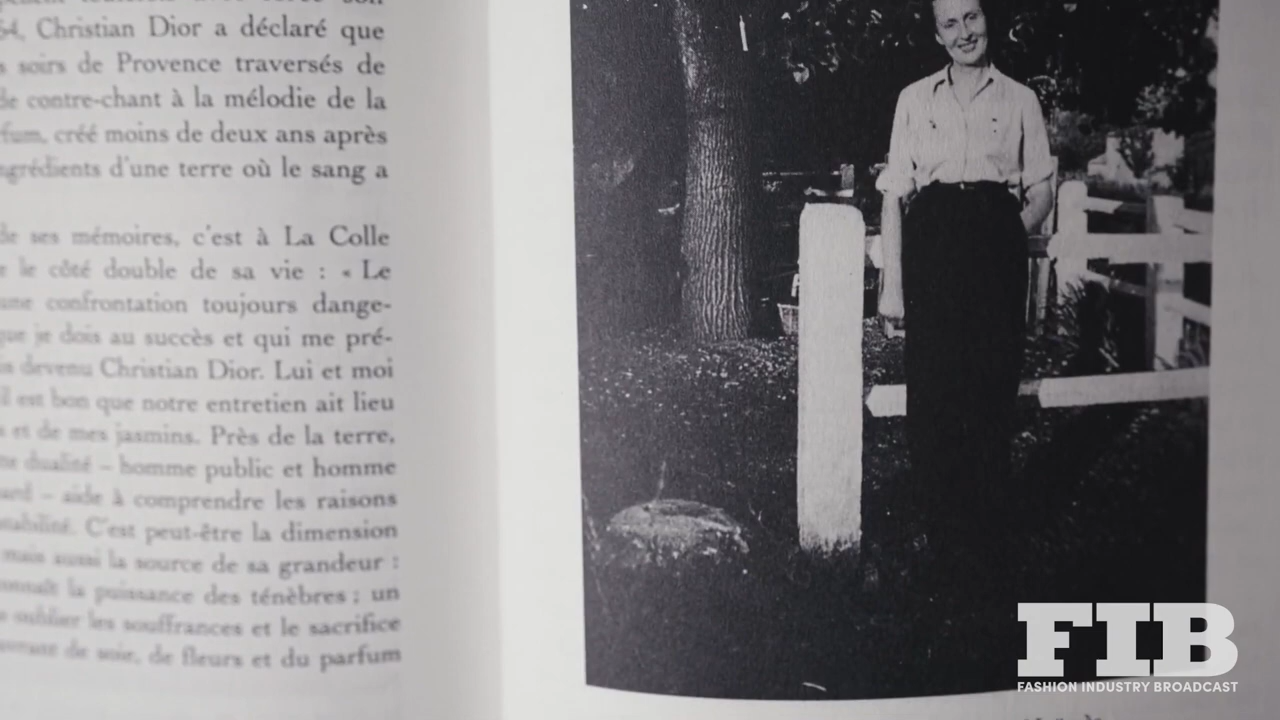 64, Christian Dior a déclaré que
soirs de Provence traversés de
de contre-chant à la mélodie de la
créé moins de deux ans après
d'une terre où le sang a
de ses mémoires, c'est à La Colle
le côté double de sa vie : « Le
une confrontation toujours dange-
que je dois au succès et qui me pré-
devenu Christian Dior. Lui et moi
il est bon que notre entretien ait lieu
et de mes jasmins. Près de la terre,
dualité – homme public et homme
– aide à comprendre les raisons
C'est peut-être la dimension
mais aussi la source de sa grandeur :
la puissance des ténèbres ; un
oublier les souffrances et le sacrifice
de soie, de fleurs et du parfum
FIB
FASHION INDUSTRY BROADCAST